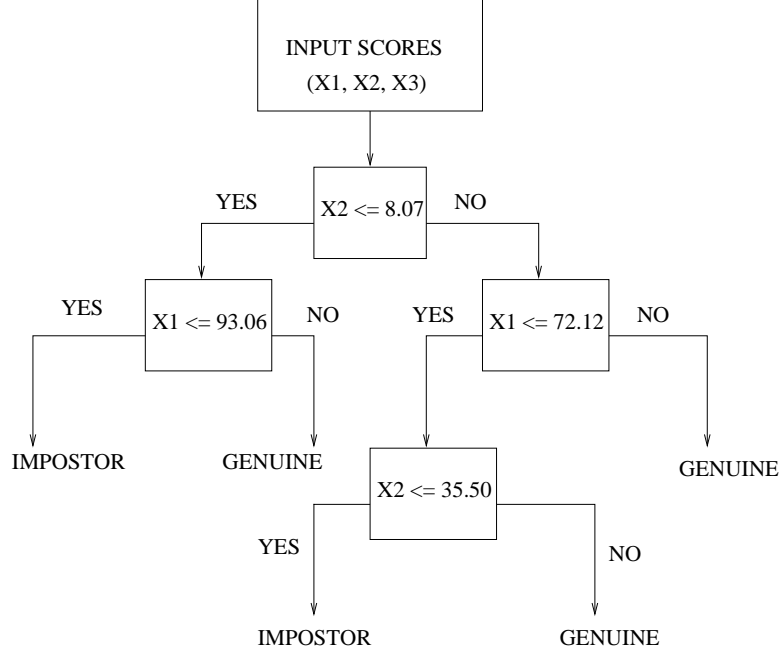 INPUT SCORES
(X1, X2, X3)
YES
X2 <= 8.07
NO
YES
X1 <= 93.06
NO
YES
X1 <= 72.12
NO
IMPOSTOR
GENUINE
X2 <= 35.50
GENUINE
YES
NO
IMPOSTOR
GENUINE